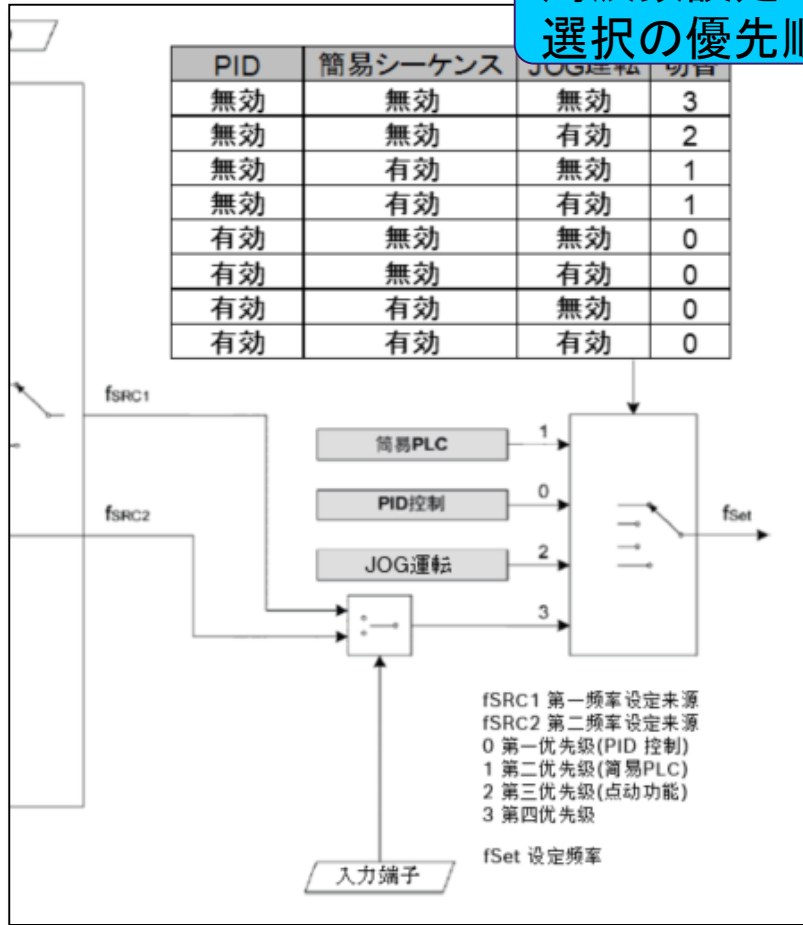 選択の優先順
PID 簡易シーケンス JOG運転 切替
無効 無効 無効 3
無効 無効 有効 2
無効 有効 無効 1
無効 有効 有効 1
有効 無効 無効 0
有効 無効 有効 0
有効 有効 無効 0
有効 有効 有効 0
fSRC1
简易PLC 1
PID控制 0
fSRC2
fSet
JOG運転 2
3
fSRC1 第一频率设定来源
fSRC2 第二频率设定来源
0 第一优先级(PID 控制)
1 第二优先级(简易PLC)
2 第三优先级(点动功能)
3 第四优先级
fSet 设定频率
入力端子